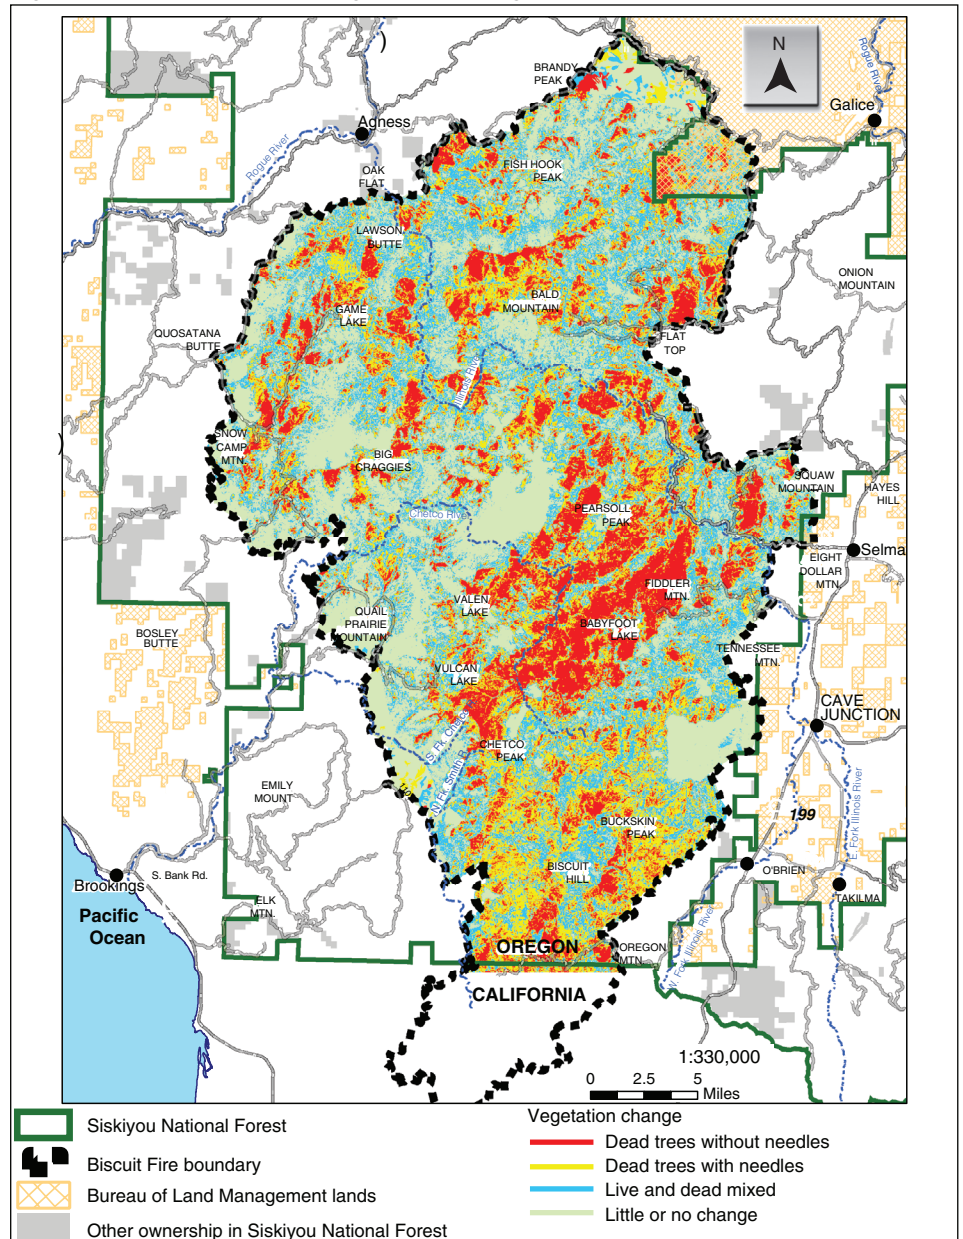 N
BRANDY
PEAK
Rogue River
Galice
Agness
Rogue River
OAK
FLAT
FISH HOOK
PEAK
LAWSON
BUTTE
ONION
MOUNTAIN
BALD
MOUNTAIN
GAME
LAKE
QUOSATANA
BUTTE
FLAT
TOP
Illinois River
SNOW
CAMP
MTN.
BIG
CRAGGIES
SQUAW
MOUNTAIN
HAYES
HILL
PEARSOLL
PEAK
Chetco River
Selma
EIGHT
DOLLAR
MTN.
FIDDLER
MTN.
VALEN
LAKE
QUAIL
PRAIRIE
MOUNTAIN
BABYFOOT
LAKE
BOSLEY
BUTTE
TENNESSEE
MTN.
VULCAN
LAKE
CAVE
JUNCTION
S. Fk. Chetco
CHETCO
PEAK
N. Fk. Smith R.
EMILY
MOUNT
E. Fork Illinois River
199
BUCKSKIN
PEAK
BISCUIT
HILL
O'BRIEN
S. Bank Rd.
Brookings
TAKILMA
ELK
MTN.
Pacific
Ocean
W. Fork Illinois River
OREGON
OREGON
MTN.
CALIFORNIA
1:330,000
0 2.5 5
Miles
Siskiyou National Forest
Biscuit Fire boundary
Bureau of Land Management lands
Other ownership in Siskiyou National Forest
Vegetation change
Dead trees without needles
Dead trees with needles
Live and dead mixed
Little or no change